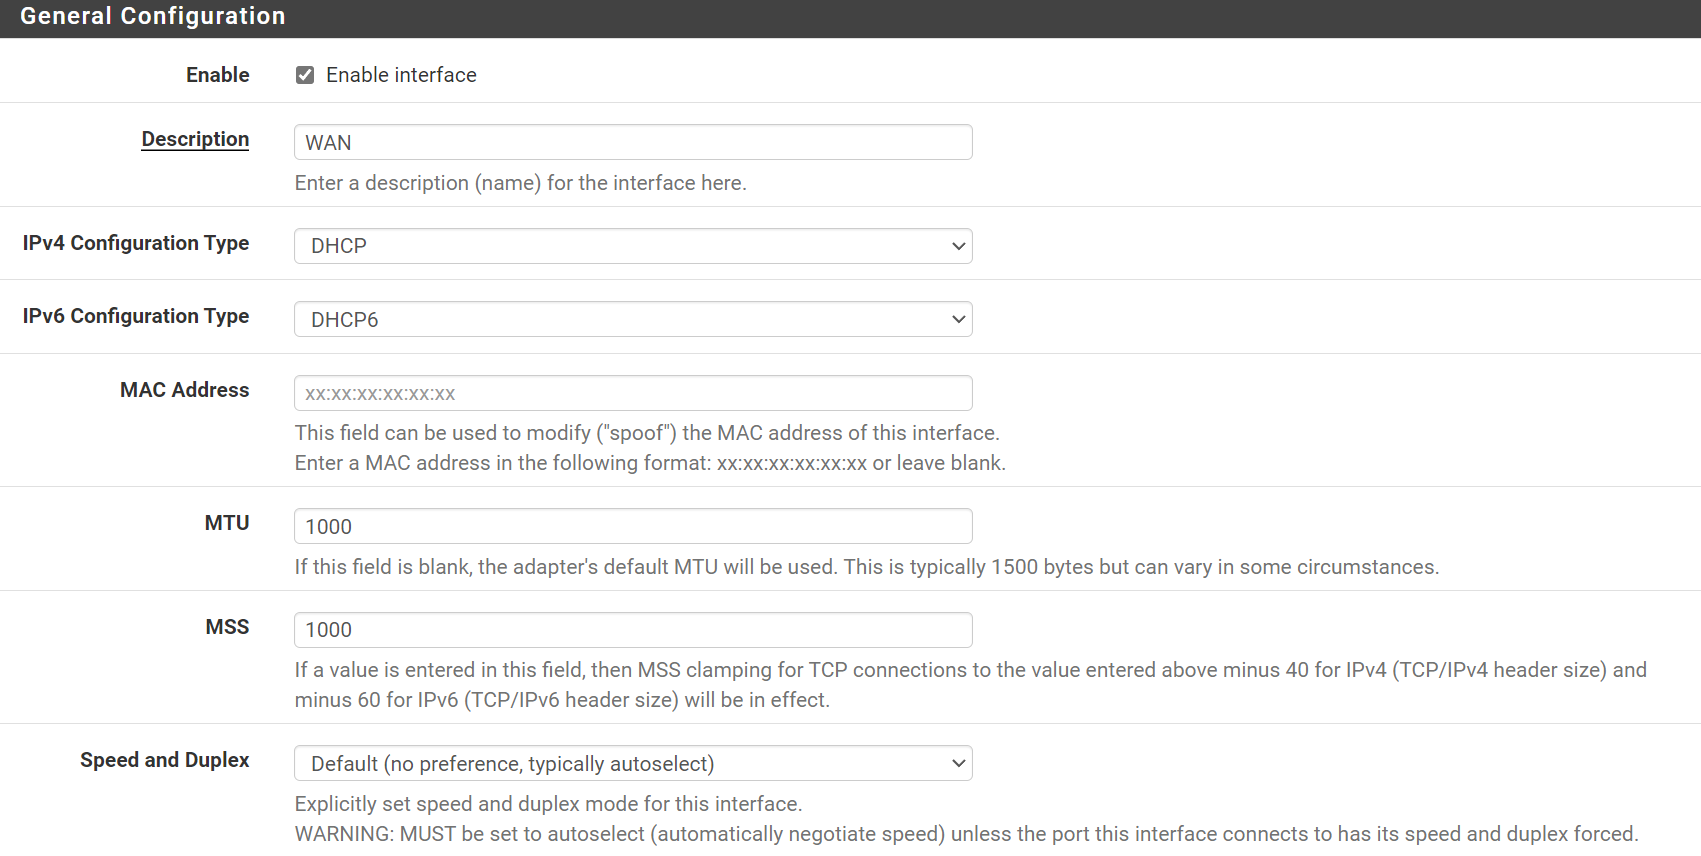 General Configuration
Enable
Enable interface
Description
WAN
Enter a description (name) for the interface here.
IPv4 Configuration Type
DHCP
IPv6 Configuration Type
DHCP6
MAC Address
xx:xx:xx:xx:xx:xx
This field can be used to modify ("spoof") the MAC address of this interface.
Enter a MAC address in the following format: xx:xx:xx:xx:xx:xx or leave blank.
MTU
1000
If this field is blank, the adapter's default MTU will be used. This is typically 1500 bytes but can vary in some circumstances.
MSS
1000
If a value is entered in this field, then MSS clamping for TCP connections to the value entered above minus 40 for IPv4 (TCP/IPv4 header size) and
minus 60 for IPv6 (TCP/IPv6 header size) will be in effect.
Speed and Duplex
Default (no preference, typically autoselect)
Explicitly set speed and duplex mode for this interface.
WARNING: MUST be set to autoselect (automatically negotiate speed) unless the port this interface connects to has its speed and duplex forced.